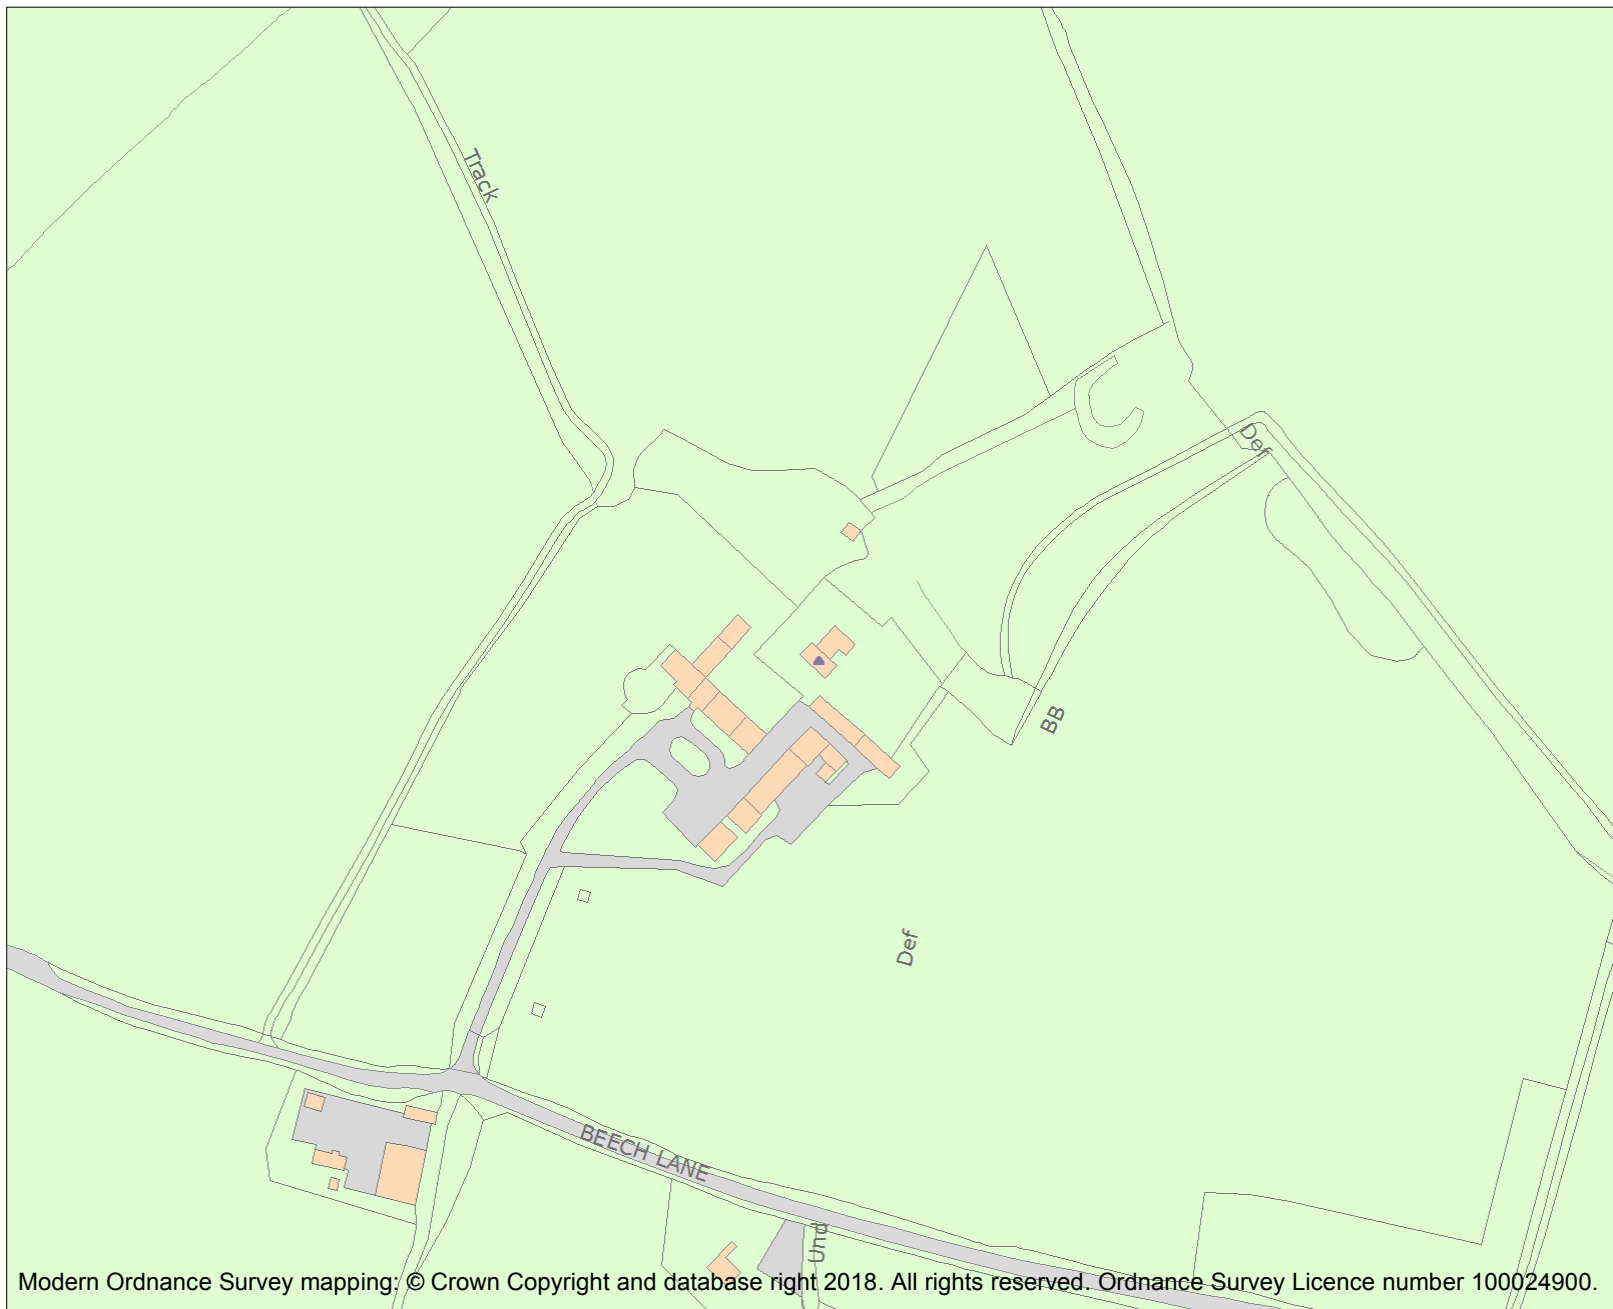 Track
Def
BB
Def
BEECH LANE
Und
Modern Ordnance Survey mapping: © Crown Copyright and database right 2018. All rights reserved. Ordnance Survey Licence number 100024900.